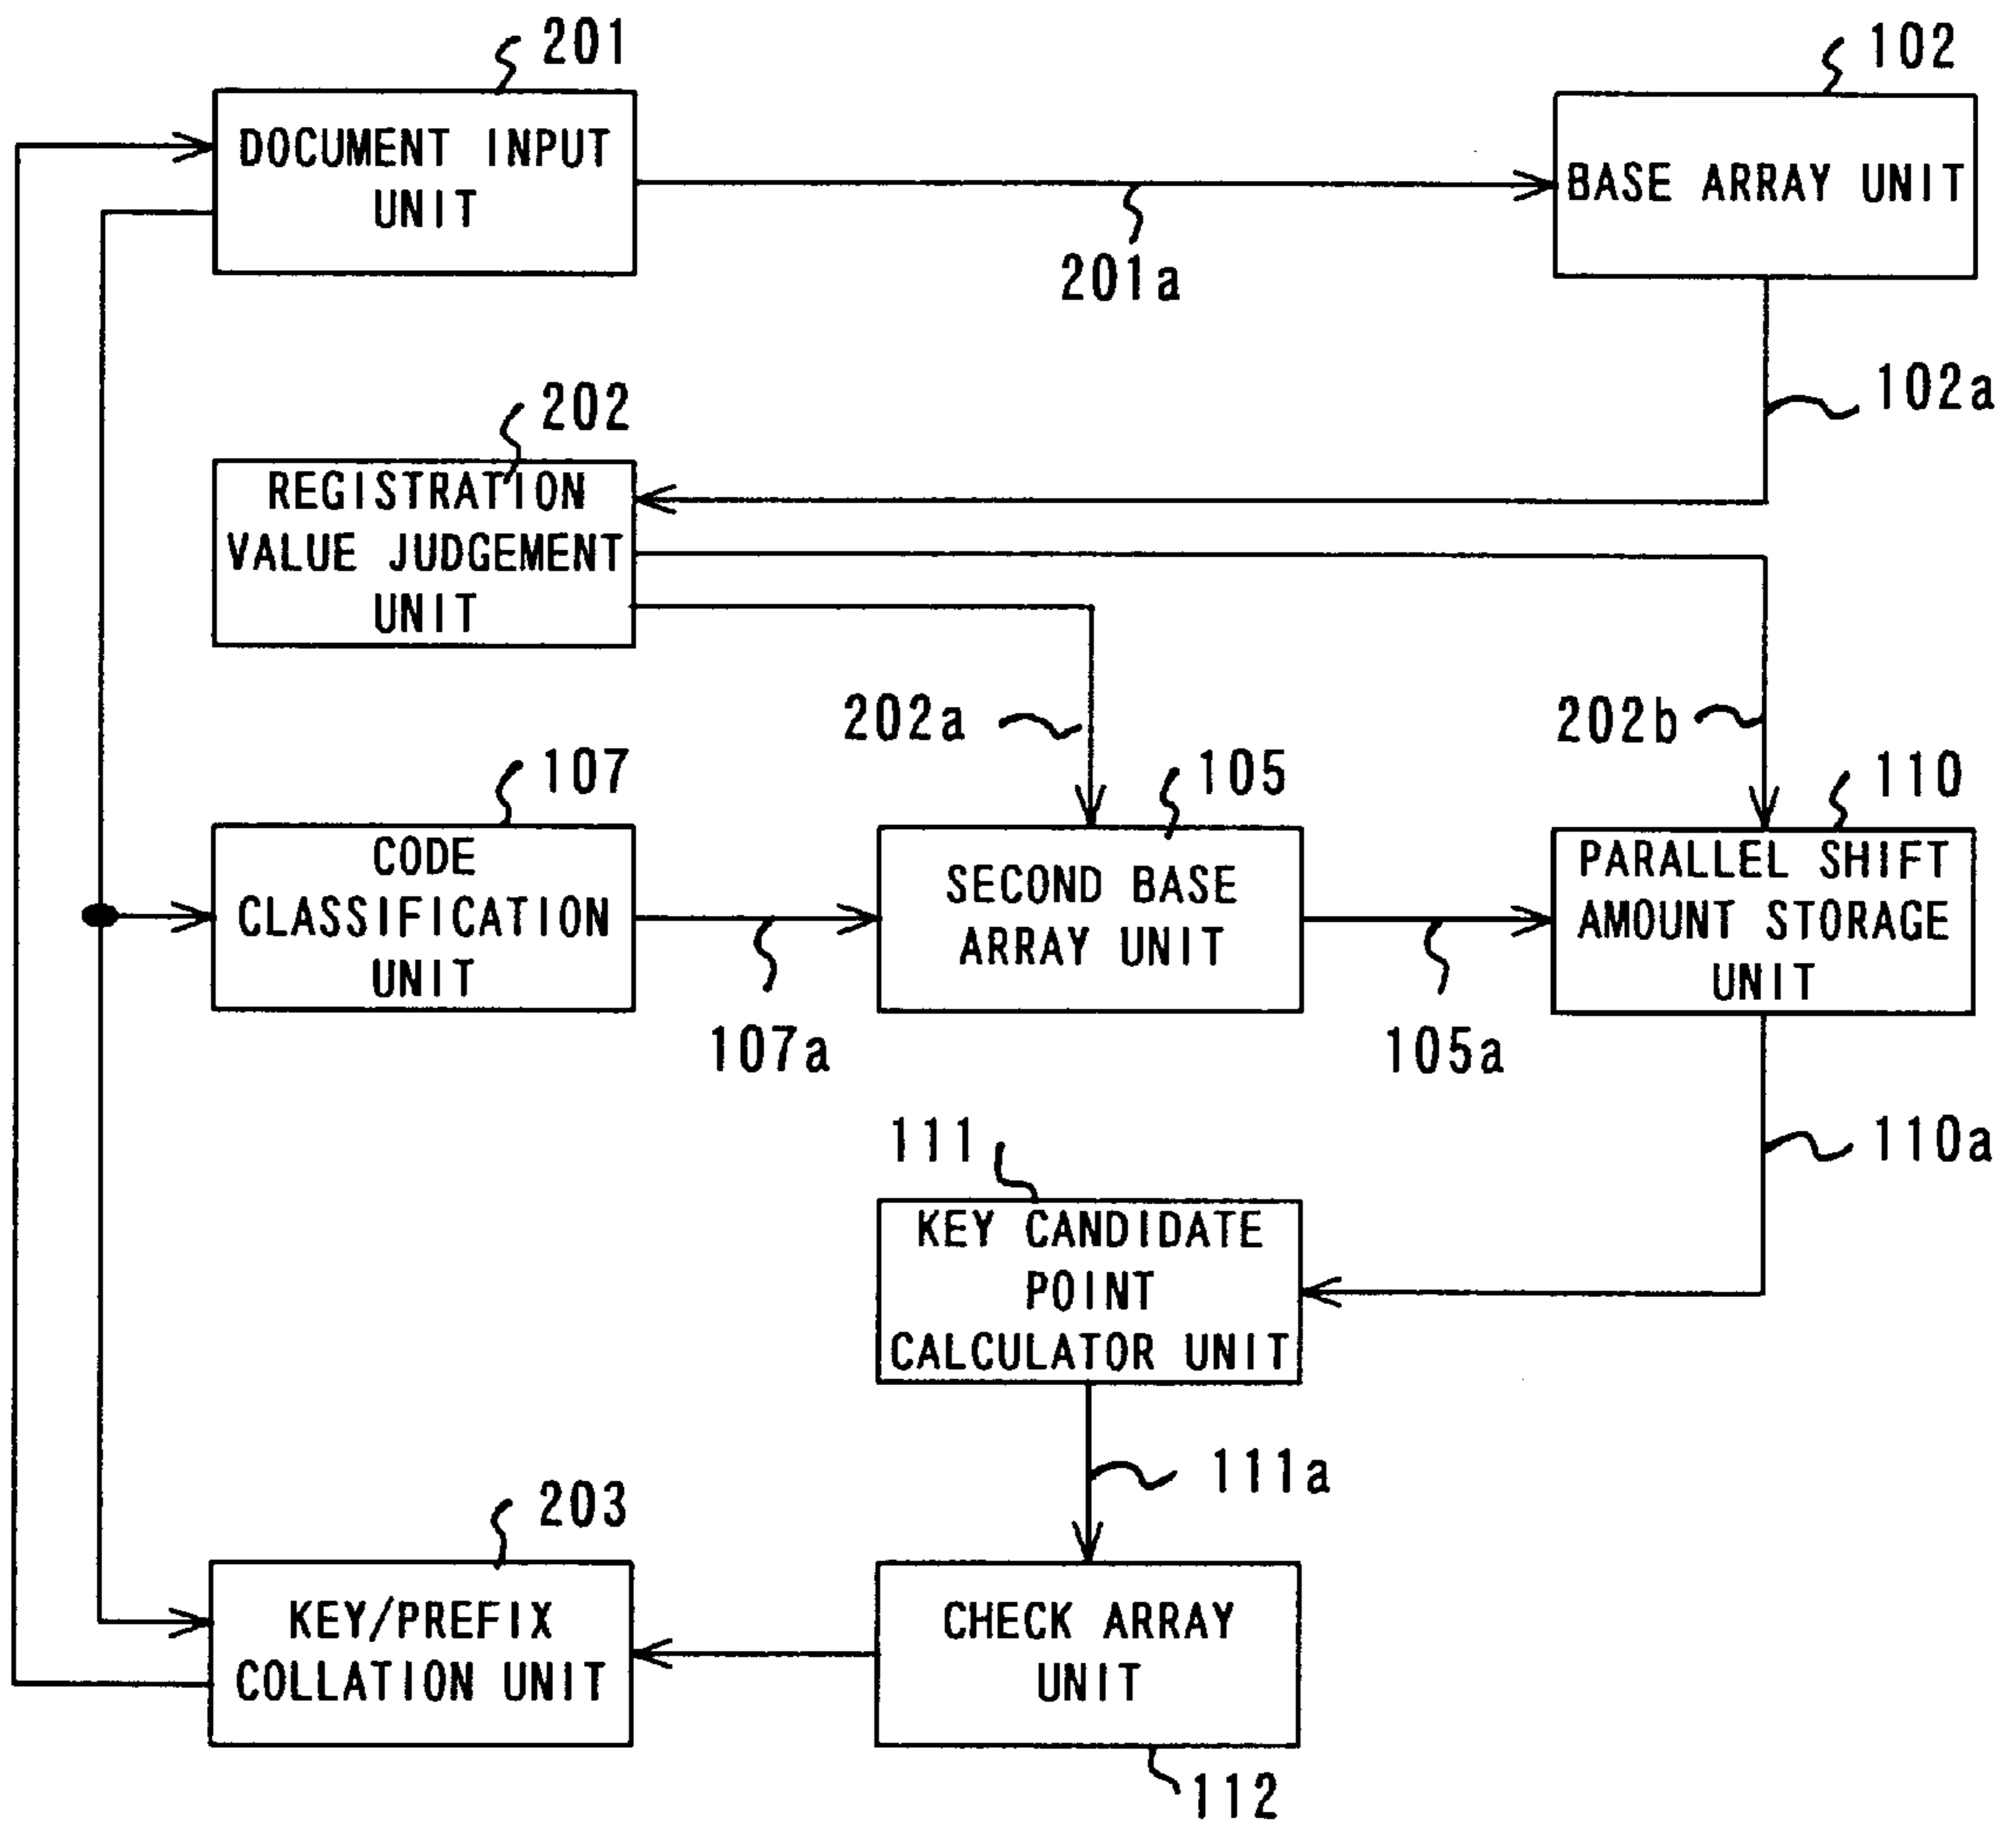 201
102
DOCUMENT INPUT
UNIT
BASE ARRAY UNIT
201a
102a
202
REGISTRATION
VALUE JUDGEMENT
UNIT
202a
202b
107
105
110
CODE
CLASSIFICATION
UNIT
SECOND BASE
ARRAY UNIT
PARALLEL SHIFT
AMOUNT STORAGE
UNIT
107a
105a
111
110a
KEY CANDIDATE
POINT
CALCULATOR UNIT
111a
203
KEY/PREFIX
COLLATION UNIT
CHECK ARRAY
UNIT
112